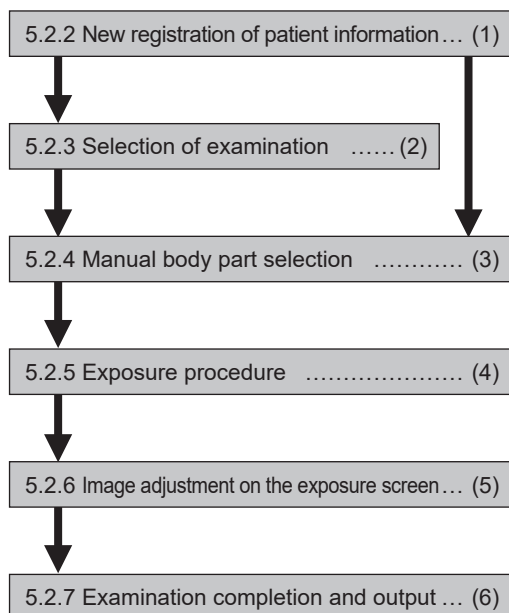 5.2.2 New registration of patient information… (1)
5.2.3 Selection of examination …… (2)
5.2.4 Manual body part selection ………… (3)
5.2.5 Exposure procedure ………………… (4)
5.2.6 Image adjustment on the exposure screen… (5)
5.2.7 Examination completion and output … (6)